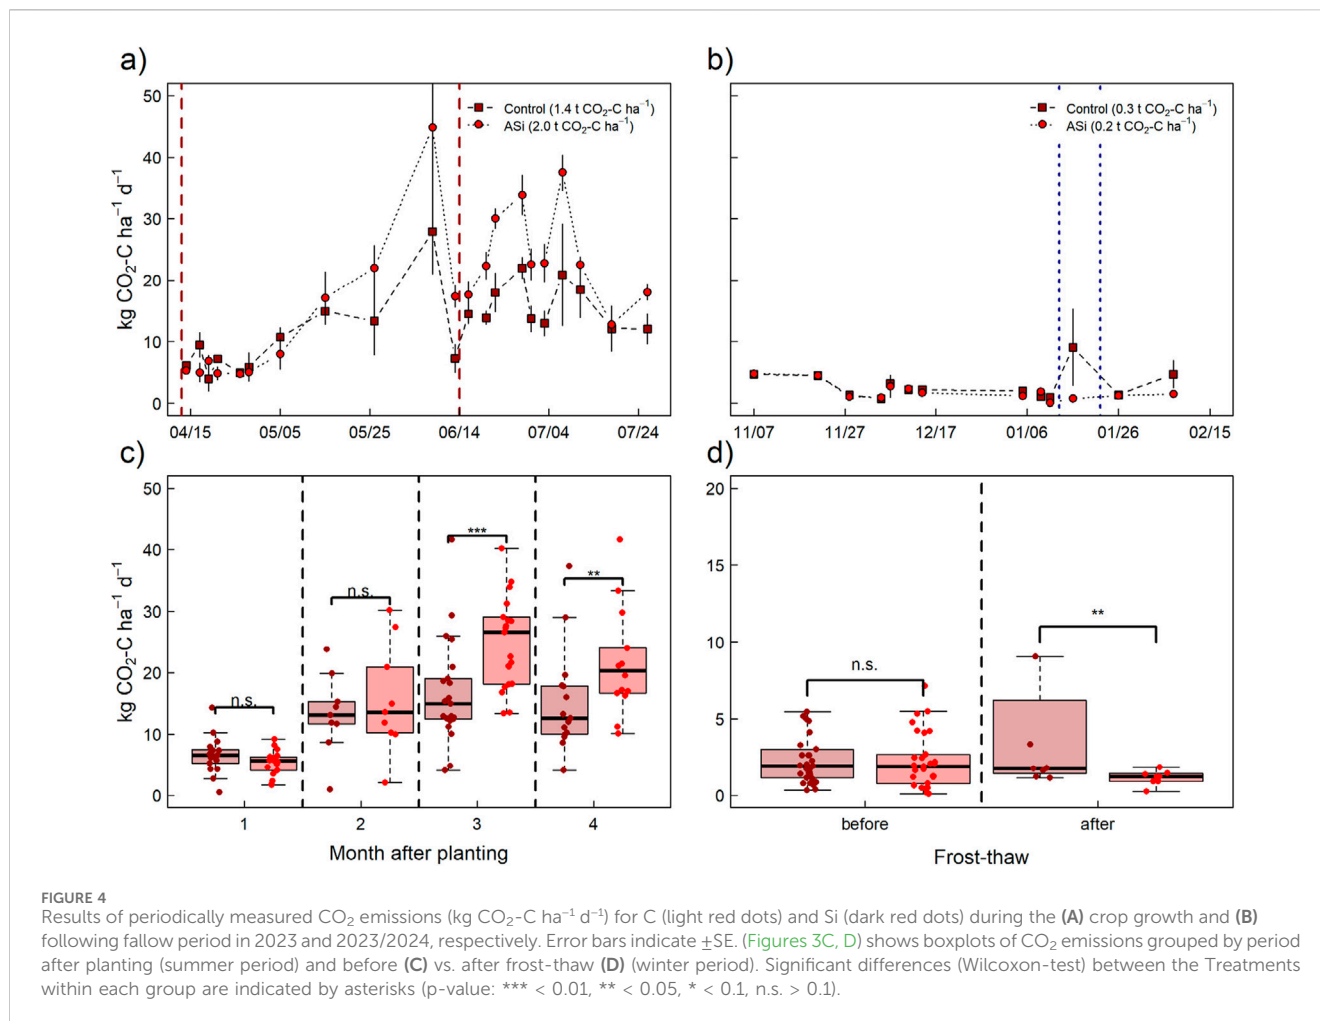 a)
50
40
30
20
10
0
kg CO₂-C ha⁻¹ d⁻¹
Control (1.4 t CO₂-C ha⁻¹)
ASi (2.0 t CO₂-C ha⁻¹)
04/15 05/05 05/25 06/14 07/04 07/24
b)
Control (0.3 t CO₂-C ha⁻¹)
ASi (0.2 t CO₂-C ha⁻¹)
11/07 11/27 12/17 01/06 01/26 02/15
c)
50
40
30
20
10
0
kg CO₂-C ha⁻¹ d⁻¹
n.s.
n.s.
***
**
1 2 3 4
Month after planting
d)
20
15
10
5
0
n.s.
**
before after
Frost-thaw
FIGURE 4
Results of periodically measured CO₂ emissions (kg CO₂-C ha⁻¹ d⁻¹) for C (light red dots) and Si (dark red dots) during the (A) crop growth and (B)
following fallow period in 2023 and 2023/2024, respectively. Error bars indicate ±SE. (Figures 3C, D) shows boxplots of CO₂ emissions grouped by period
after planting (summer period) and before (C) vs. after frost-thaw (D) (winter period). Significant differences (Wilcoxon-test) between the Treatments
within each group are indicated by asterisks (p-value: *** < 0.01, ** < 0.05, * < 0.1, n.s. > 0.1).